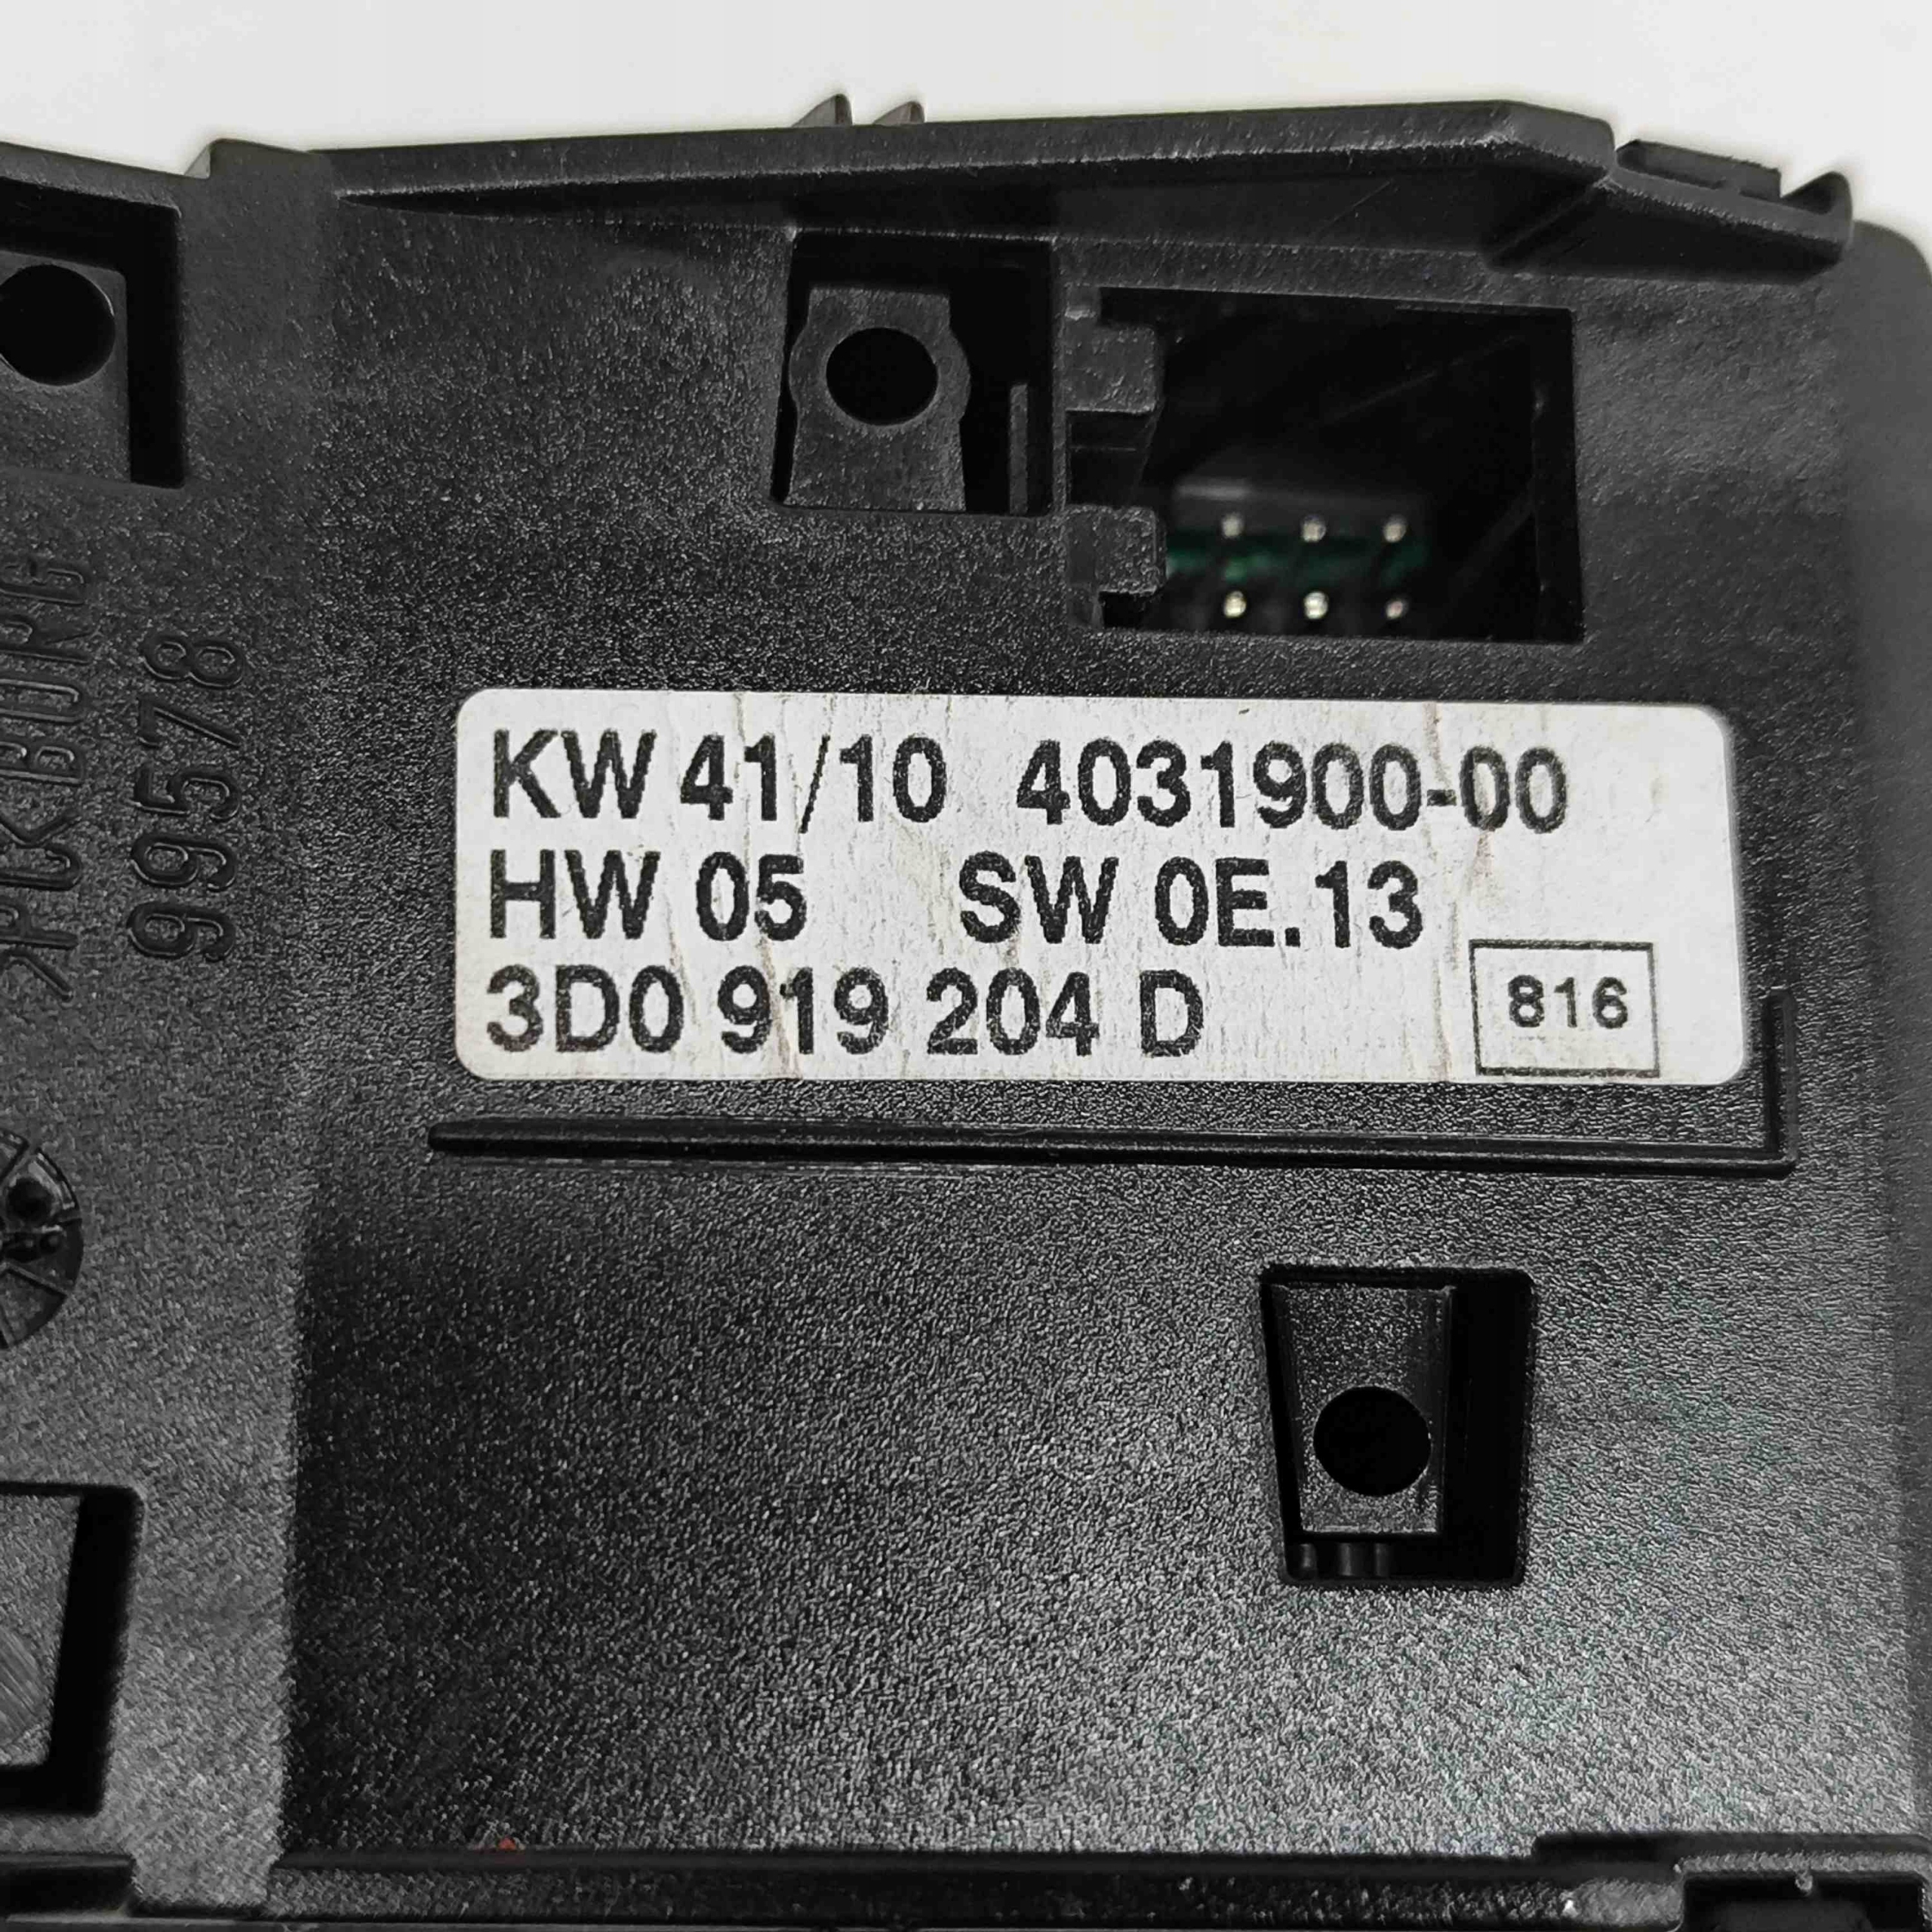 KW 41/10 4031900-00
HW 05 SW 0E.13
3D0 919 204 D
816
99578